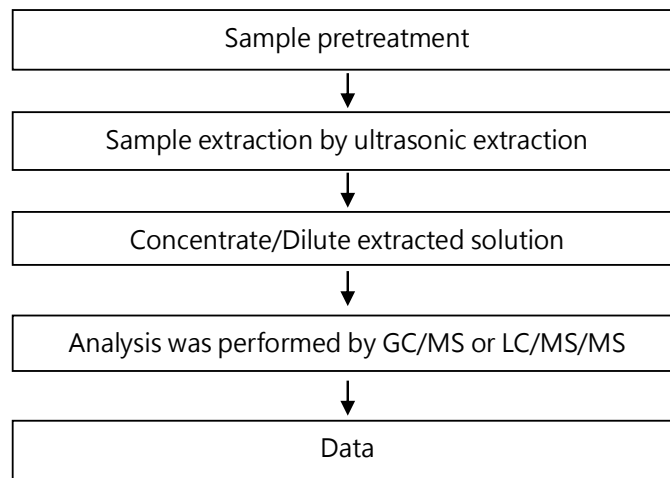 Sample pretreatment
Sample extraction by ultrasonic extraction
Concentrate/Dilute extracted solution
Analysis was performed by GC/MS or LC/MS/MS
Data